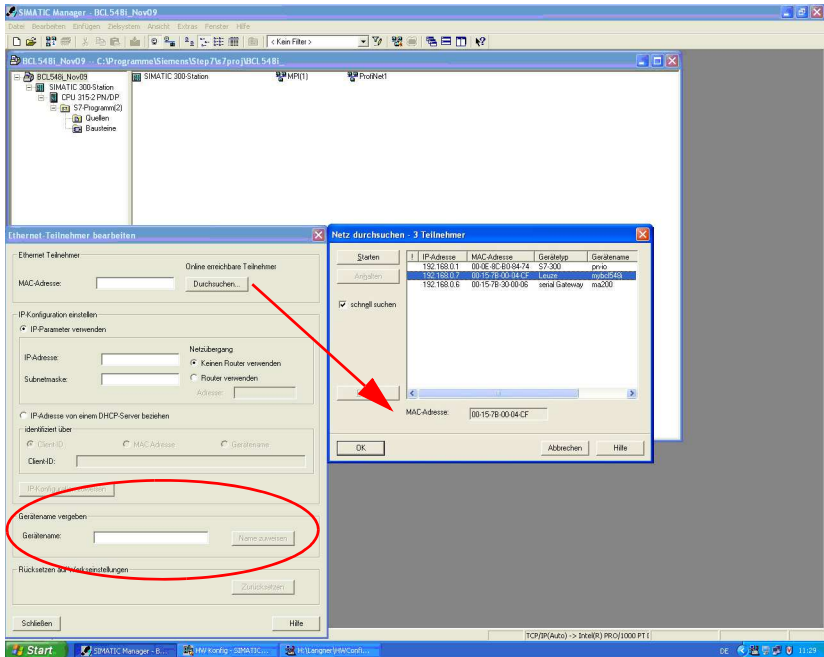 SIMATIC Manager - BCL548i_Nov09
Datei Bearbeiten Einfügen Zielsystem Ansicht Extras Fenster Hilfe
< Kein Filter >
BCL548i_Nov09 -- C:\Programme\Siemens\Step7\s7proj\BCL548i_
BCL548i_Nov09
SIMATIC 300-Station
CPU 315-2 PN/DP
S7-Programm(2)
Quellen
Bausteine
SIMATIC 300-Station MPI(1) ProfiNet1
Ethernet-Teilnehmer bearbeiten
Ethernet Teilnehmer
Online erreichbare Teilnehmer
MAC-Adresse: Durchsuchen...
IP-Konfiguration einstellen
IP-Parameter verwenden
Netzübergang
IP-Adresse: Keinen Router verwenden
Subnetmaske: Router verwenden
Adresse:
IP-Adresse von einem DHCP-Server beziehen
identifiziert über
Client-ID MAC-Adresse Gerätename
Client-ID:
IP-Konfiguration
Gerätename vergeben
Gerätename: Name zuweisen
Rücksetzen auf Werkseinstellungen
Zurücksetzen
Schließen Hilfe
Netz durchsuchen - 3 Teilnehmer
Starten
Anhalten
schnell suchen
! IP-Adresse MAC-Adresse Gerätetyp Gerätename
192.168.0.1 00-0E-8C-B0-84-74 S7-300 pn-io
192.168.0.7 00-15-7B-00-04-CF Leuze mybcl548i
192.168.0.6 00-15-7B-30-00-06 serial Gateway ma200
MAC-Adresse: 00-15-7B-00-04-CF
OK Abbrechen Hilfe
TCP/IP(Auto) -> Intel(R) PRO/1000 PT
Start SIMATIC Manager - B... HW Konfig - SIMATIC... H:\Langner\HWConfi... DE 11:29